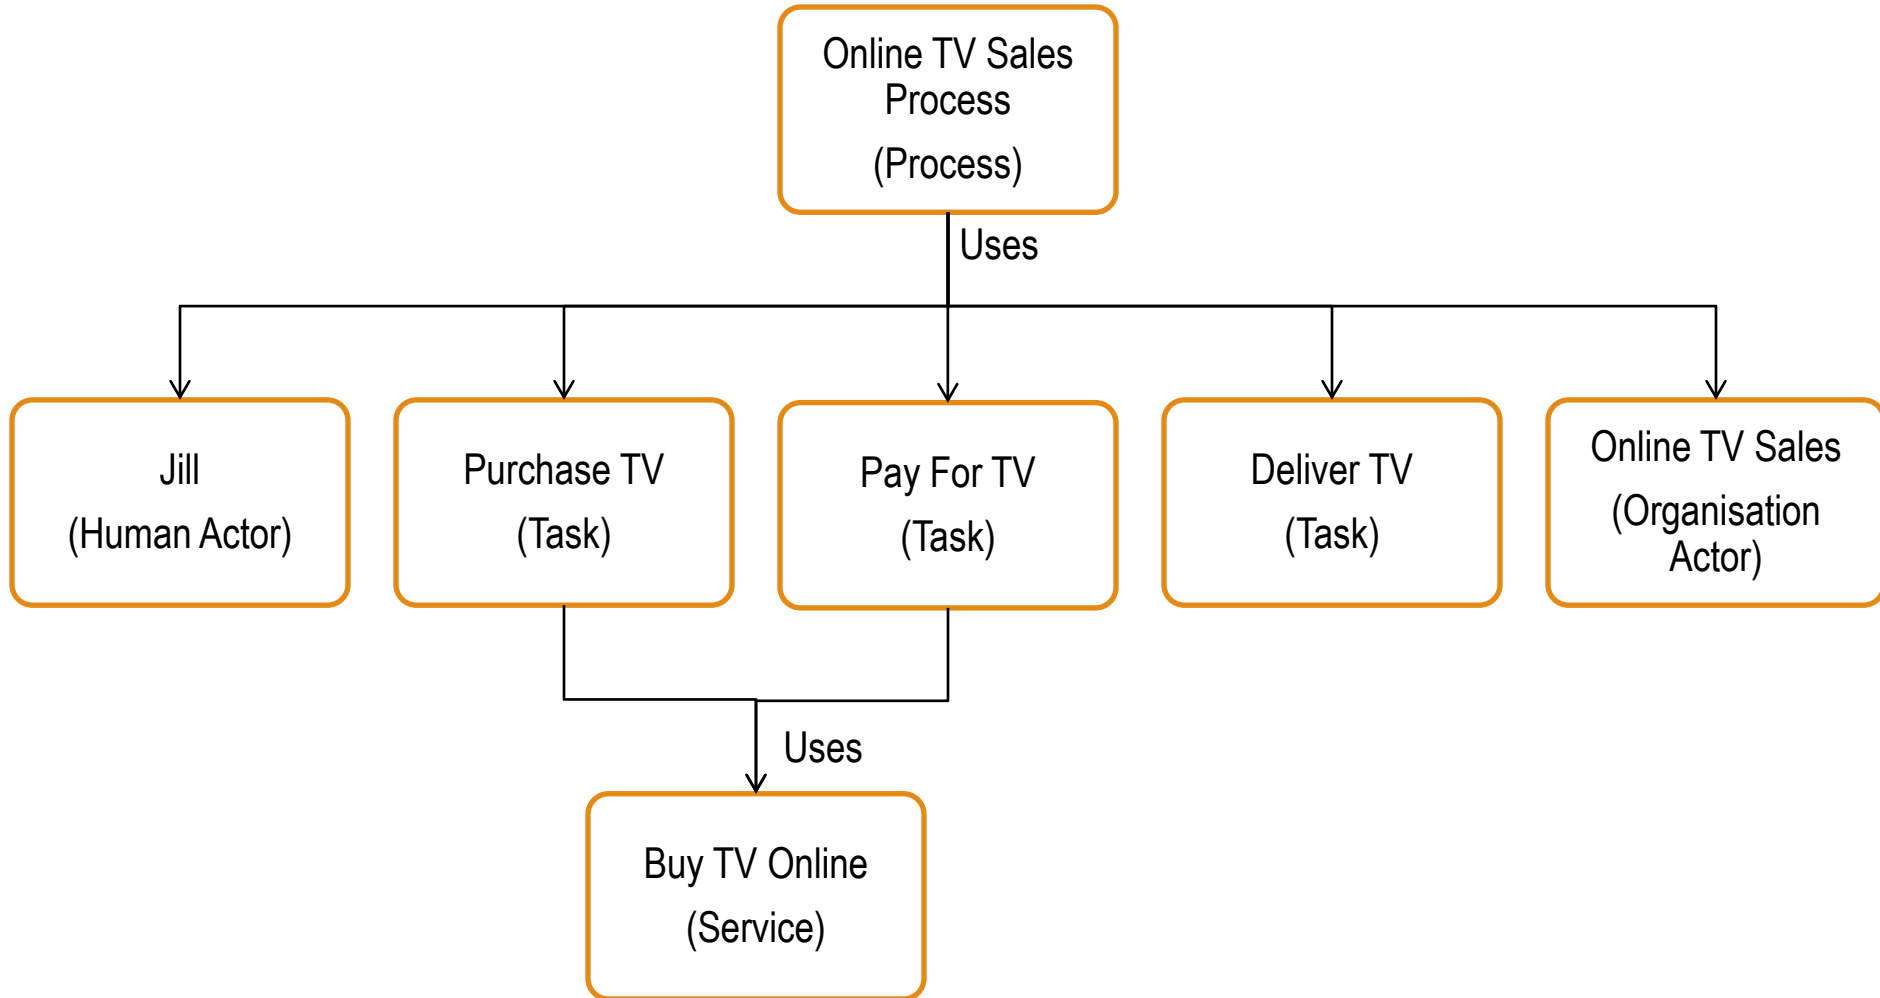 Online TV Sales
Process
(Process)
Uses
Jill
(Human Actor)
Purchase TV
(Task)
Pay For TV
(Task)
Deliver TV
(Task)
Online TV Sales
(Organisation
Actor)
Uses
Buy TV Online
(Service)